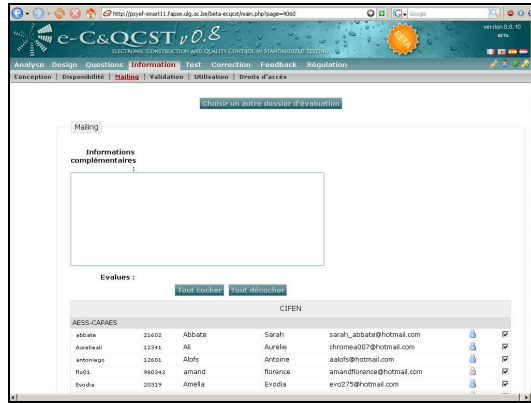 http://psyef-smart11.fapse.ulg.ac.be/beta-ecqcst/main.php?page=4060
Google
e-C&QCST v 0.8
ELECTRONIC CONSTRUCTION AND QUALITY CONTROL IN STANDARDIZED TESTING
BETA
version 0.8.10
BETA
Analyse Design Questions Information Test Correction Feedback Régulation
Conception | Disponibilité | Mailing | Validation | Utilisation | Droits d'accès
Choisir un autre dossier d'évaluation
Mailing
Informations
complémentaires
:
Evalues :
Tout cocher Tout décocher
CIFEN
AESS-CAPAES
abbate 21602 Abbate Sarah sarah_abbate@hotmail.com
Aurelieali 12341 Ali Aurelie chromea007@hotmail.com
antoniego 12601 Alofs Antoine aalofs@hotmail.com
flo01 980342 amand florence amandflorence@hotmail.com
Evodia 20319 Amella Evodia evo275@hotmail.com